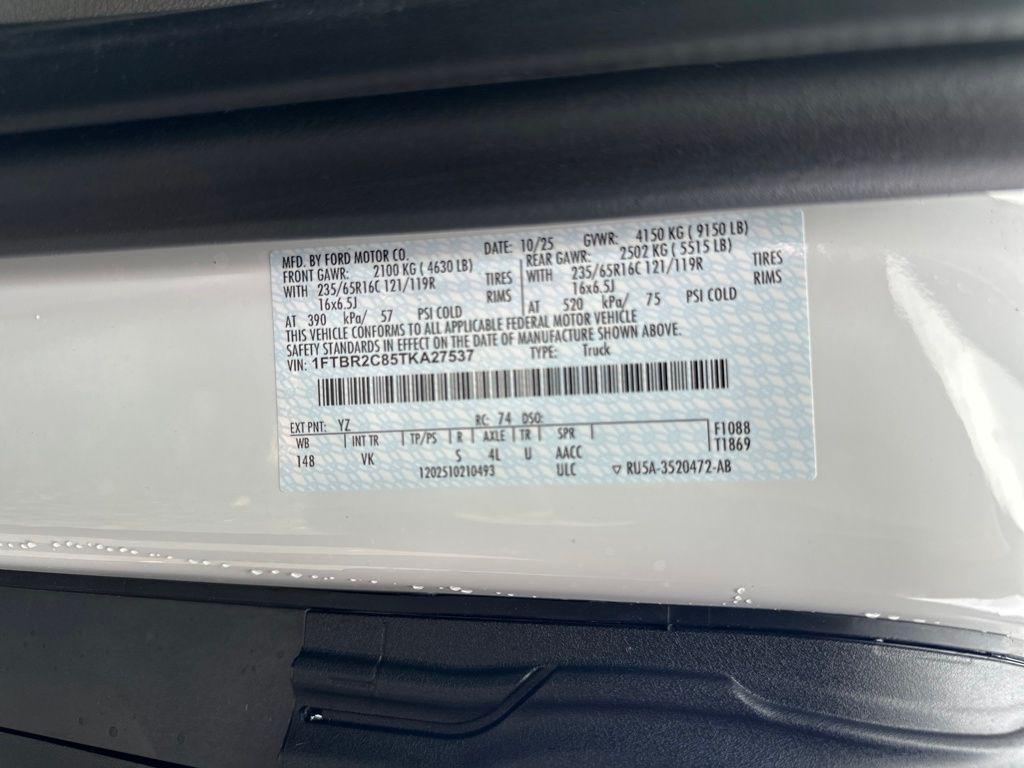 MFD. BY FORD MOTOR CO. DATE: 10/25 GVWR: 4150 KG ( 9150 LB)
FRONT GAWR: 2100 KG ( 4630 LB) REAR GAWR: 2502 KG ( 5515 LB)
WITH 235/65R16C 121/119R TIRES WITH 235/65R16C 121/119R TIRES
16x6.5J RIMS 16x6.5J RIMS
AT 390 kPa/ 57 PSI COLD AT 520 kPa/ 75 PSI COLD
THIS VEHICLE CONFORMS TO ALL APPLICABLE FEDERAL MOTOR VEHICLE
SAFETY STANDARDS IN EFFECT ON THE DATE OF MANUFACTURE SHOWN ABOVE.
VIN: 1FTBR2C85TKA27537 TYPE: Truck
EXT PNT: YZ RC: 74 DSO:
WB INT TR TP/PS R AXLE TR SPR F1088
148 VK S 4L U AACC T1869
1202510210493 ULC ▽ RU5A-3520472-AB